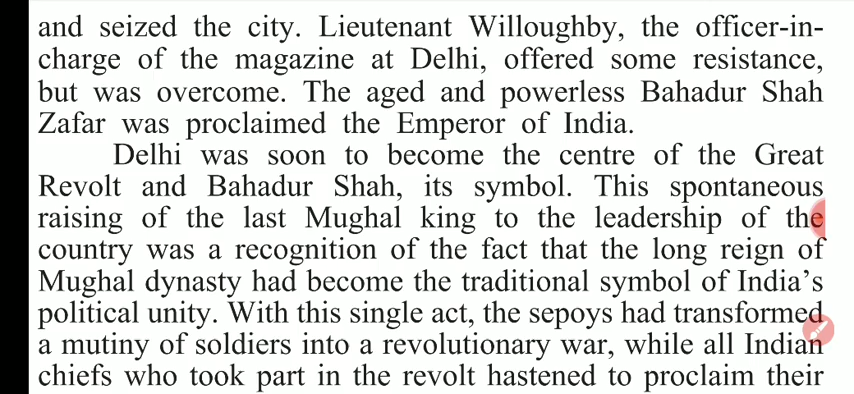 and seized the city. Lieutenant Willoughby, the officer-in-
charge of the magazine at Delhi, offered some resistance,
but was overcome. The aged and powerless Bahadur Shah
Zafar was proclaimed the Emperor of India.
Delhi was soon to become the centre of the Great
Revolt and Bahadur Shah, its symbol. This spontaneous
raising of the last Mughal king to the leadership of the
country was a recognition of the fact that the long reign of
Mughal dynasty had become the traditional symbol of India’s
political unity. With this single act, the sepoys had transformed
a mutiny of soldiers into a revolutionary war, while all Indian
chiefs who took part in the revolt hastened to proclaim their